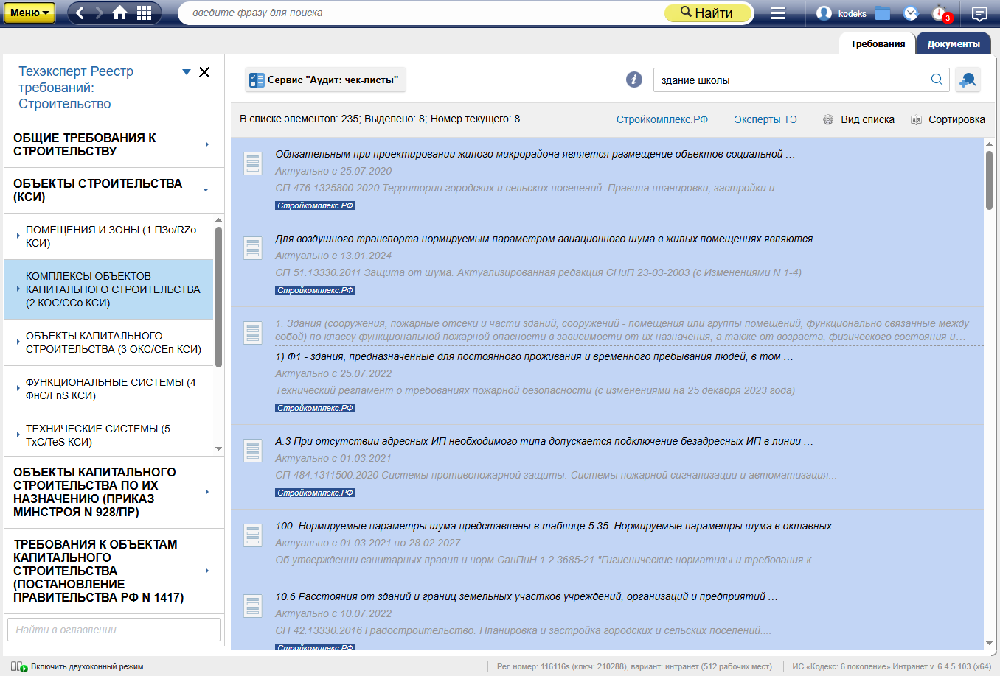 Меню
введите фразу для поиска
Найти
kodeks
3
Требования
Документы
Техэксперт Реестр
требований:
Строительство
ОБЩИЕ ТРЕБОВАНИЯ К
СТРОИТЕЛЬСТВУ
ОБЪЕКТЫ СТРОИТЕЛЬСТВА
(КСИ)
ПОМЕЩЕНИЯ И ЗОНЫ (1 ПЗо/RZo
КСИ)
КОМПЛЕКСЫ ОБЪЕКТОВ
КАПИТАЛЬНОГО СТРОИТЕЛЬСТВА
(2 КОС/ССо КСИ)
ОБЪЕКТЫ КАПИТАЛЬНОГО
СТРОИТЕЛЬСТВА (3 ОКС/CEn КСИ)
ФУНКЦИОНАЛЬНЫЕ СИСТЕМЫ (4
ФнС/FnS КСИ)
ТЕХНИЧЕСКИЕ СИСТЕМЫ (5
ТхС/TeS КСИ)
ОБЪЕКТЫ КАПИТАЛЬНОГО
СТРОИТЕЛЬСТВА ПО ИХ
НАЗНАЧЕНИЮ (ПРИКАЗ
МИНСТРОЯ N 928/ПР)
ТРЕБОВАНИЯ К ОБЪЕКТАМ
КАПИТАЛЬНОГО
СТРОИТЕЛЬСТВА
(ПОСТАНОВЛЕНИЕ
ПРАВИТЕЛЬСТВА РФ N 1417)
Найти в оглавлении
Сервис "Аудит: чек-листы"
i
здание школы
В списке элементов: 235; Выделено: 8; Номер текущего: 8
Стройкомплекс.РФ
Эксперты ТЭ
Вид списка
Сортировка
Обязательным при проектировании жилого микрорайона является размещение объектов социальной …
Актуально с 25.07.2020
СП 476.1325800.2020 Территории городских и сельских поселений. Правила планировки, застройки и...
Стройкомплекс.РФ
Для воздушного транспорта нормируемым параметром авиационного шума в жилых помещениях являются …
Актуально с 13.01.2024
СП 51.13330.2011 Защита от шума. Актуализированная редакция СНиП 23-03-2003 (с Изменениями N 1-4)
Стройкомплекс.РФ
1. Здания (сооружения, пожарные отсеки и части зданий, сооружений - помещения или группы помещений, функционально связанные между
собой) по классу функциональной пожарной опасности в зависимости от их назначения, а также от возраста, физического состояния и…
1) Ф1 - здания, предназначенные для постоянного проживания и временного пребывания людей, в том …
Актуально с 25.07.2022
Технический регламент о требованиях пожарной безопасности (с изменениями на 25 декабря 2023 года)
Стройкомплекс.РФ
А.3 При отсутствии адресных ИП необходимого типа допускается подключение безадресных ИП в линии …
Актуально с 01.03.2021
СП 484.1311500.2020 Системы противопожарной защиты. Системы пожарной сигнализации и автоматизация...
Стройкомплекс.РФ
100. Нормируемые параметры шума представлены в таблице 5.35. Нормируемые параметры шума в октавных …
Актуально с 01.03.2021 по 28.02.2027
Об утверждении санитарных правил и норм СанПиН 1.2.3685-21 "Гигиенические нормативы и требования к...
10.6 Расстояния от зданий и границ земельных участков учреждений, организаций и предприятий …
Актуально с 10.07.2022
СП 42.13330.2016 Градостроительство. Планировка и застройка городских и сельских поселений....
Стройкомплекс.РФ
Включить двухоконный режим
Рег. номер: 116116s (ключ: 210288), вариант: интранет (512 рабочих мест)
ИС «Кодекс: 6 поколение» Интранет v. 6.4.5.103 (x64)